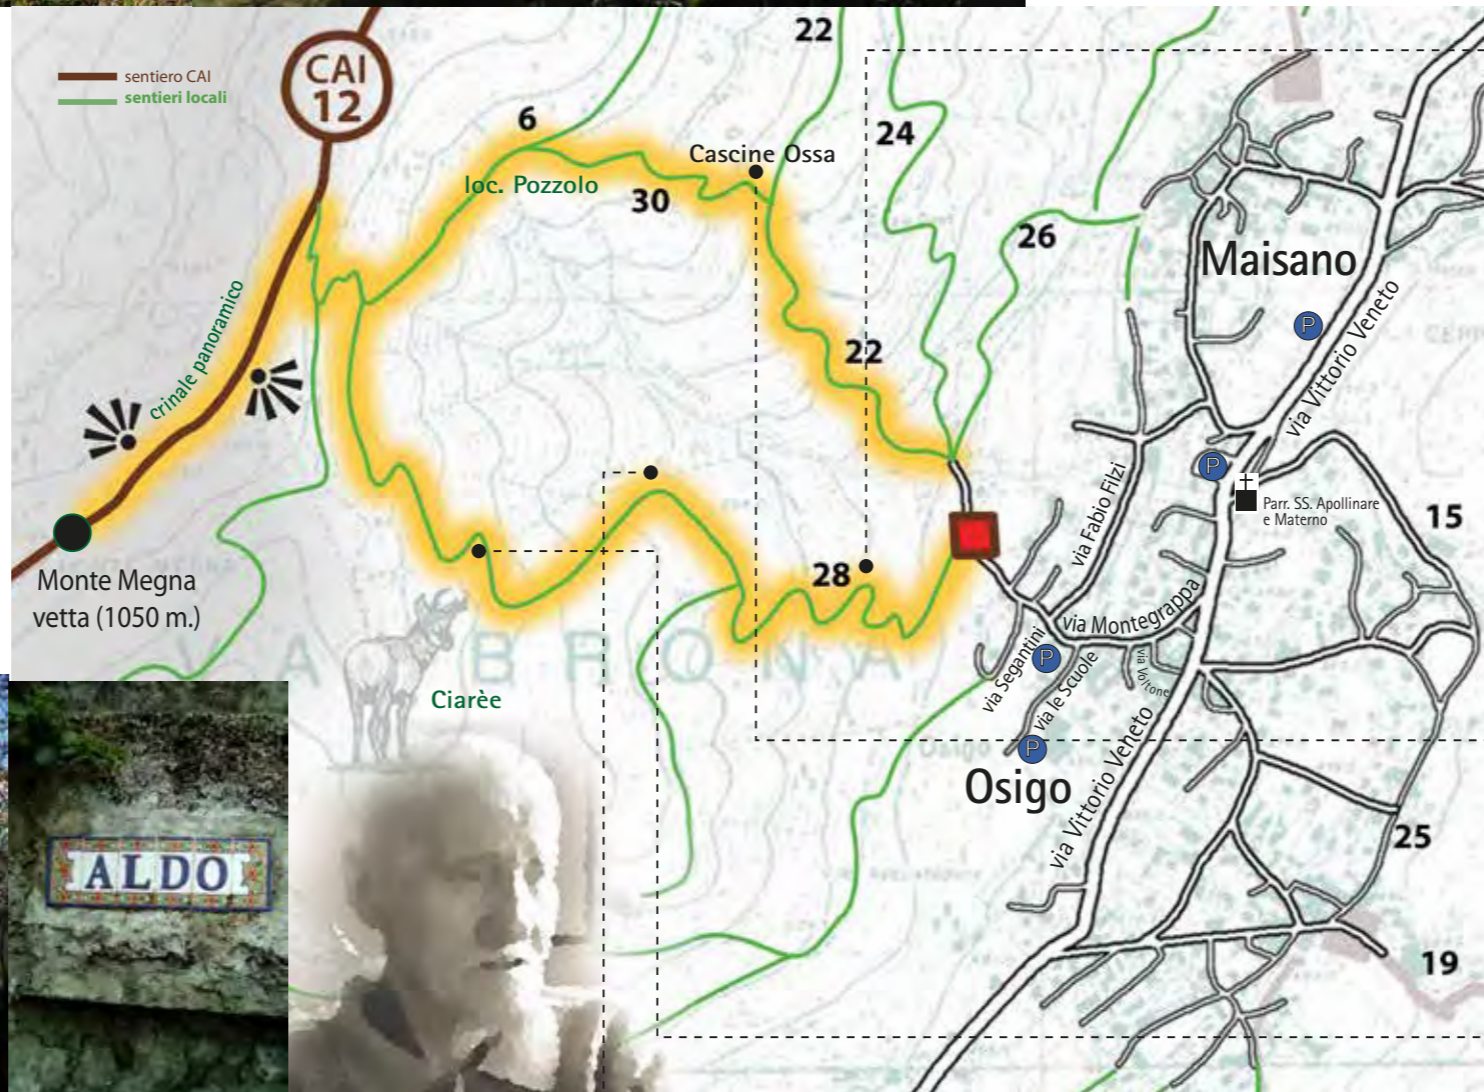 22
CAI
12
sentiero CAI
sentieri locali
6
24
Cascine Ossa
loc. Pozzolo
30
26
Maisano
P
crinale panoramico
22
via Vittorio Veneto
P
Parr. SS. Apollinare
e Materno
via Fabio Filzi
15
Monte Megna
vetta (1050 m.)
28
via Montegrappa
V A L B R O N A
P
via Segantini
via le Scuole
via Voltone
Ciarèe
Osigo
P
Osigo
via Vittorio Veneto
25
ALDO
19